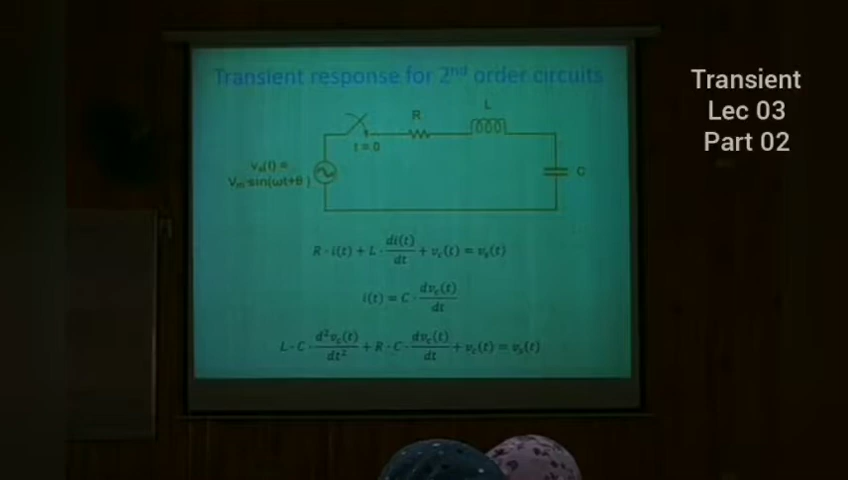 Transient response for 2nd order circuits
Transient
Lec 03
Part 02
R
L
t = 0
vs(t) =
Vm·sin(ωt+θ)
C
R · i(t) + L · di(t)/dt + vc(t) = vs(t)
i(t) = C · dvc(t)/dt
L · C · d²vc(t)/dt² + R · C · dvc(t)/dt + vc(t) = vs(t)